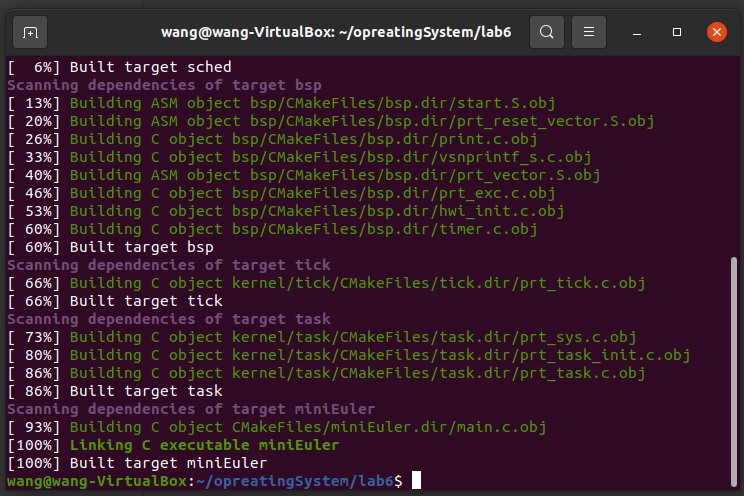 wang@wang-VirtualBox: ~/opreatingSystem/lab6
[  6%] Built target sched
Scanning dependencies of target bsp
[ 13%] Building ASM object bsp/CMakeFiles/bsp.dir/start.S.obj
[ 20%] Building ASM object bsp/CMakeFiles/bsp.dir/prt_reset_vector.S.obj
[ 26%] Building C object bsp/CMakeFiles/bsp.dir/print.c.obj
[ 33%] Building C object bsp/CMakeFiles/bsp.dir/vsnprintf_s.c.obj
[ 40%] Building ASM object bsp/CMakeFiles/bsp.dir/prt_vector.S.obj
[ 46%] Building C object bsp/CMakeFiles/bsp.dir/prt_exc.c.obj
[ 53%] Building C object bsp/CMakeFiles/bsp.dir/hwi_init.c.obj
[ 60%] Building C object bsp/CMakeFiles/bsp.dir/timer.c.obj
[ 60%] Built target bsp
Scanning dependencies of target tick
[ 66%] Building C object kernel/tick/CMakeFiles/tick.dir/prt_tick.c.obj
[ 66%] Built target tick
Scanning dependencies of target task
[ 73%] Building C object kernel/task/CMakeFiles/task.dir/prt_sys.c.obj
[ 80%] Building C object kernel/task/CMakeFiles/task.dir/prt_task_init.c.obj
[ 86%] Building C object kernel/task/CMakeFiles/task.dir/prt_task.c.obj
[ 86%] Built target task
Scanning dependencies of target miniEuler
[ 93%] Building C object CMakeFiles/miniEuler.dir/main.c.obj
[100%] Linking C executable miniEuler
[100%] Built target miniEuler
wang@wang-VirtualBox:~/opreatingSystem/lab6$